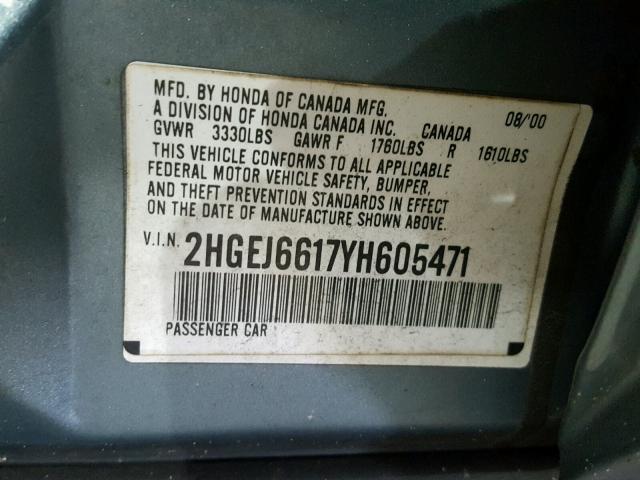 MFD. BY HONDA OF CANADA MFG.
A DIVISION OF HONDA CANADA INC. CANADA 08/'00
GVWR 3330LBS GAWR F 1760LBS R 1610LBS
THIS VEHICLE CONFORMS TO ALL APPLICABLE
FEDERAL MOTOR VEHICLE SAFETY, BUMPER,
AND THEFT PREVENTION STANDARDS IN EFFECT
ON THE DATE OF MANUFACTURE SHOWN ABOVE.
V.I.N. 2HGEJ6617YH605471
PASSENGER CAR